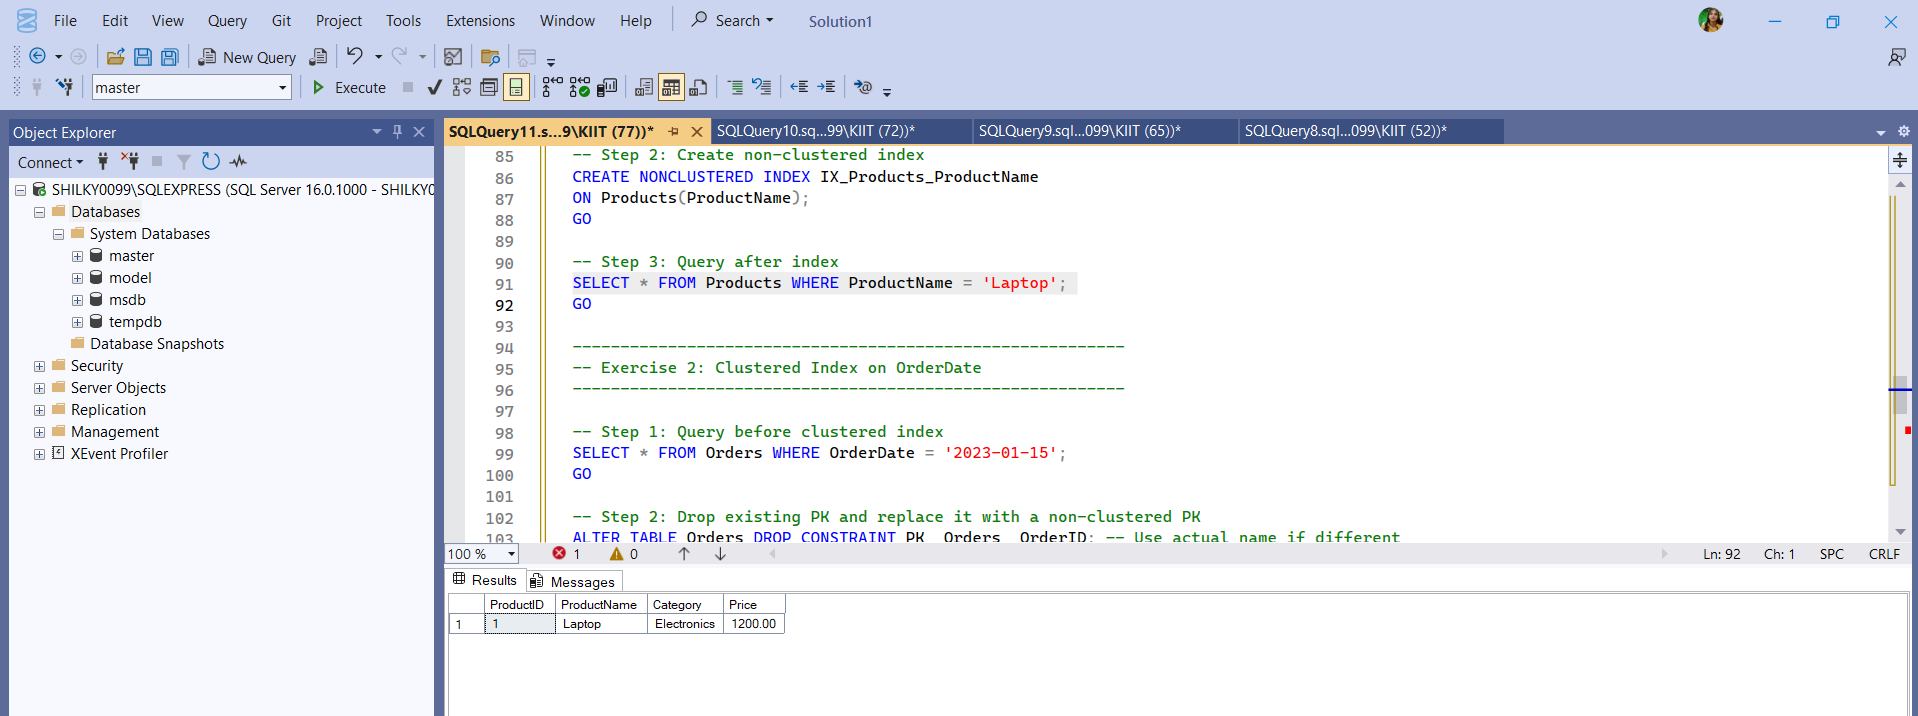 File Edit View Query Git Project Tools Extensions Window Help Search Solution1
New Query
master Execute
Object Explorer
Connect
SHILKY0099\SQLEXPRESS (SQL Server 16.0.1000 - SHILKY0
Databases
System Databases
master
model
msdb
tempdb
Database Snapshots
Security
Server Objects
Replication
Management
XEvent Profiler
SQLQuery11.s...9\KIIT (77))* SQLQuery10.sq...99\KIIT (72))* SQLQuery9.sql...099\KIIT (65))* SQLQuery8.sql...099\KIIT (52))*
85 -- Step 2: Create non-clustered index
86 CREATE NONCLUSTERED INDEX IX_Products_ProductName
87 ON Products(ProductName);
88 GO
89
90 -- Step 3: Query after index
91 SELECT * FROM Products WHERE ProductName = 'Laptop';
92 GO
93
94 ----------------------------------------------------------
95 -- Exercise 2: Clustered Index on OrderDate
96 ----------------------------------------------------------
97
98 -- Step 1: Query before clustered index
99 SELECT * FROM Orders WHERE OrderDate = '2023-01-15';
100 GO
101
102 -- Step 2: Drop existing PK and replace it with a non-clustered PK
103 ALTER TABLE Orders DROP CONSTRAINT PK__Orders__OrderID; -- Use actual name if different
100 % 1 0 Ln: 92 Ch: 1 SPC CRLF
Results Messages
ProductID ProductName Category Price
1 1 Laptop Electronics 1200.00